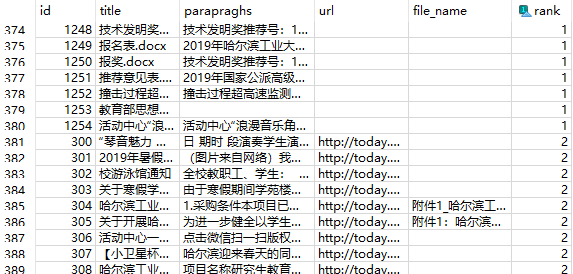 id title parapraghs url file_name rank
374 1248 技术发明奖... 技术发明奖推荐号：1... 1
375 1249 报名表.docx 2019年哈尔滨工业大... 1
376 1250 报奖.docx 技术发明奖推荐号：1... 1
377 1251 推荐意见表.... 2019年国家公派高级... 1
378 1252 撞击过程超... 撞击过程超高速监测... 1
379 1253 教育部思想... 1
380 1254 活动中心"浪... 活动中心"浪漫音乐角... 1
381 300 "琴音魅力 ... 日 期时 段演奏学生演... http://today.... 2
382 301 2019年暑假... （图片来自网络）我... http://today.... 2
383 302 校游泳馆通知 全校教职工、学生： ... http://today.... 2
384 303 关于寒假学... 由于寒假期间学苑楼... http://today.... 2
385 304 哈尔滨工业... 1.采购条件本项目已... http://today.... 附件1_哈尔滨工... 2
386 305 关于开展哈... 为进一步健全以学生... http://today.... 附件1：哈尔滨... 2
387 306 活动中心一... 点击微信扫一扫版权... http://today.... 2
388 307 【小卫星杯... 哈尔滨迎来春天的同... http://today.... 2
389 308 哈尔滨工业... 项目名称研究生教育... http://today.... 2